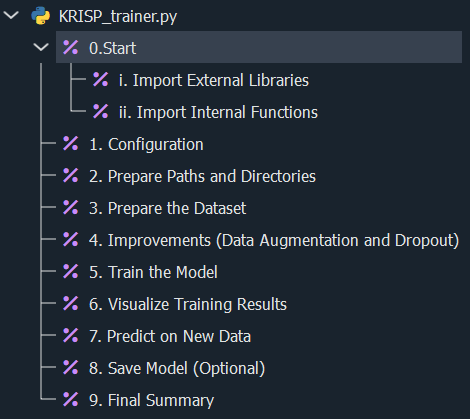 KRISP_trainer.py
0.Start
i. Import External Libraries
ii. Import Internal Functions
1. Configuration
2. Prepare Paths and Directories
3. Prepare the Dataset
4. Improvements (Data Augmentation and Dropout)
5. Train the Model
6. Visualize Training Results
7. Predict on New Data
8. Save Model (Optional)
9. Final Summary